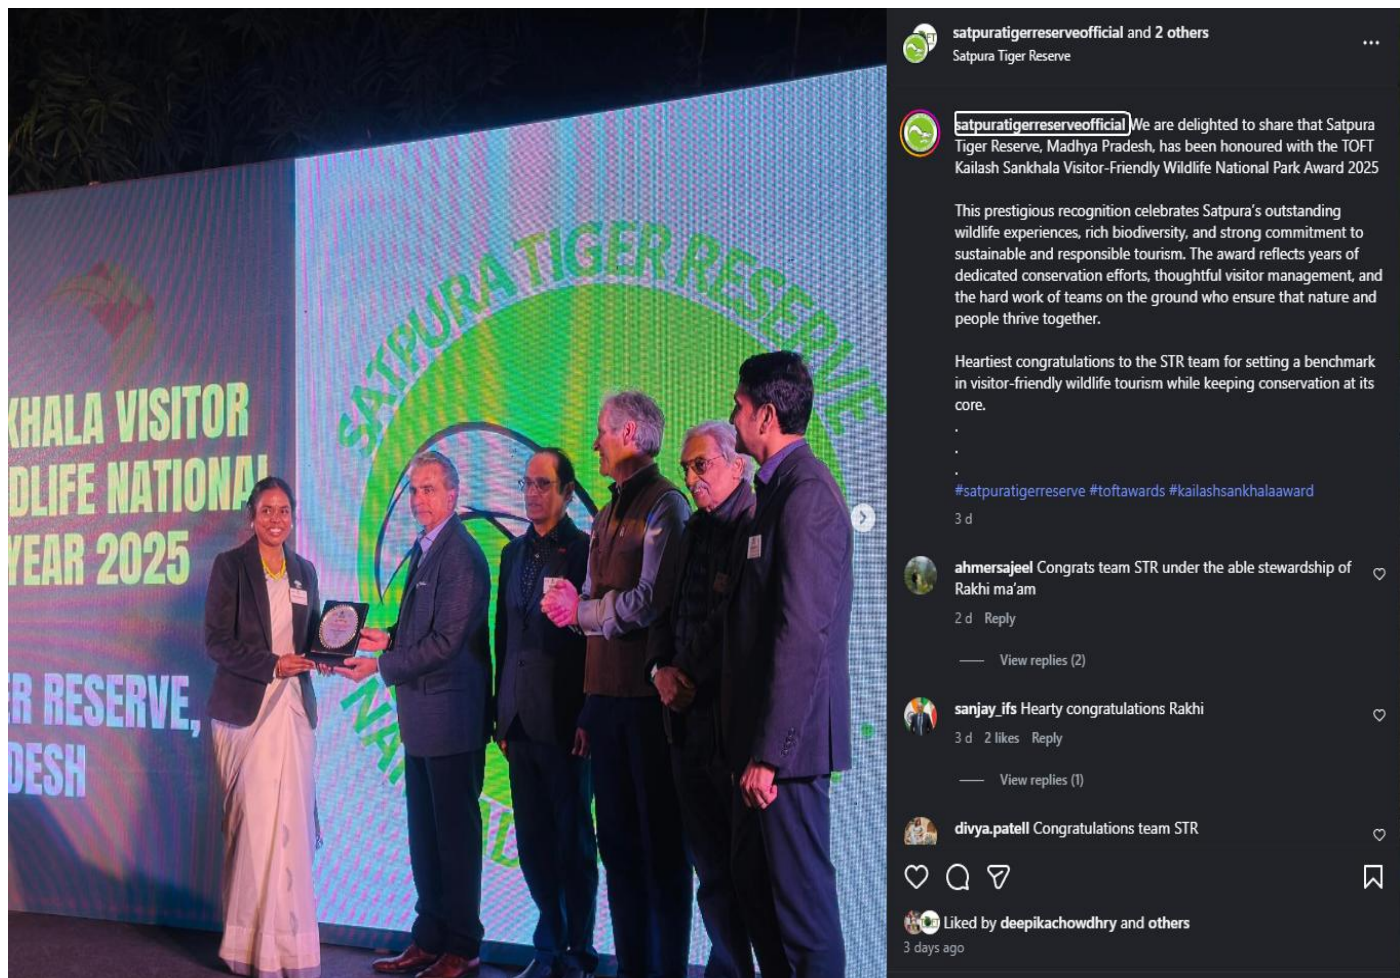 KHALA VISITOR
DLIFE NATIONAL
YEAR 2025
ER RESERVE,
DESH
SATPURA TIGER RESERVE
satpuratigerreserveofficial and 2 others
Satpura Tiger Reserve
satpuratigerreserveofficial We are delighted to share that Satpura
Tiger Reserve, Madhya Pradesh, has been honoured with the TOFT
Kailash Sankhala Visitor-Friendly Wildlife National Park Award 2025
This prestigious recognition celebrates Satpura's outstanding
wildlife experiences, rich biodiversity, and strong commitment to
sustainable and responsible tourism. The award reflects years of
dedicated conservation efforts, thoughtful visitor management, and
the hard work of teams on the ground who ensure that nature and
people thrive together.
Heartiest congratulations to the STR team for setting a benchmark
in visitor-friendly wildlife tourism while keeping conservation at its
core.
.
.
.
#satpuratigerreserve #toftawards #kailashsankhalaaward
3 d
ahmersajeel Congrats team STR under the able stewardship of
Rakhi ma'am
2 d Reply
View replies (2)
sanjay_ifs Hearty congratulations Rakhi
3 d 2 likes Reply
View replies (1)
divya.patell Congratulations team STR
Liked by deepikachowdhry and others
3 days ago